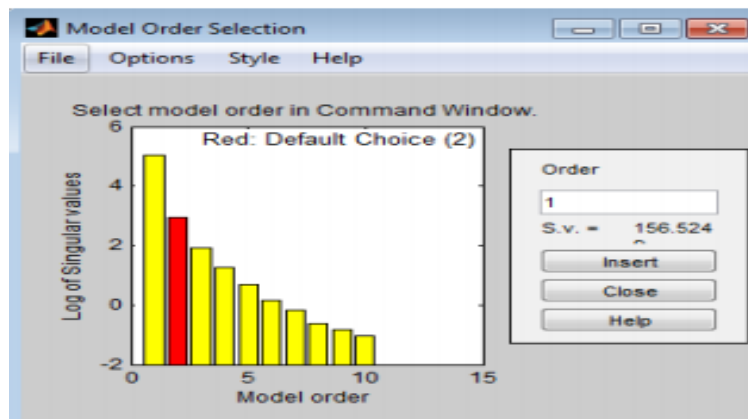 Model Order Selection
File Options Style Help
Select model order in Command Window.
Red: Default Choice (2)
6
4
2
0
-2
Log of Singular values
0 5 10 15
Model order
Order
1
S.v. = 156.524
Insert
Close
Help